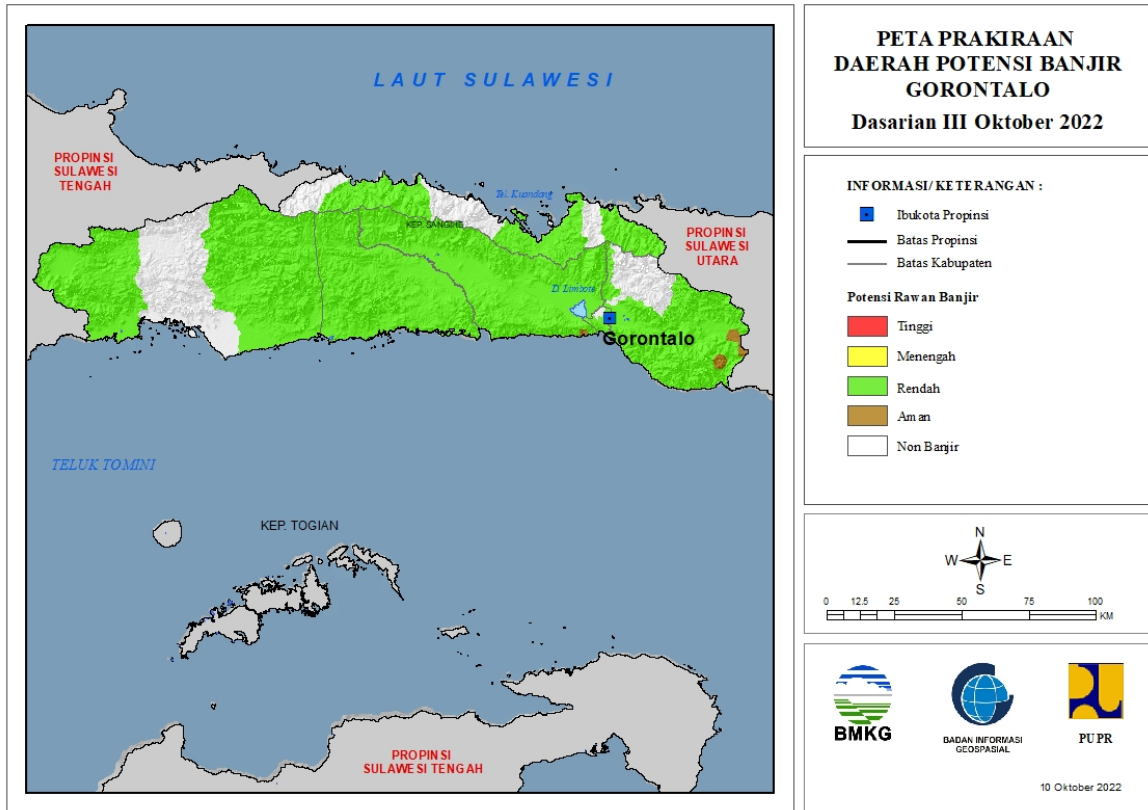 LAUT SULAWESI
PROPINSI
SULAWESI
TENGAH
Tel. Kuandang
KEP. SANGIHE
PROPINSI
SULAWESI
UTARA
D. Limboto
Gorontalo
TELUK TOMINI
KEP. TOGIAN
PROPINSI
SULAWESI TENGAH
PETA PRAKIRAAN
DAERAH POTENSI BANJIR
GORONTALO
Dasarian III Oktober 2022
INFORMASI/ KETERANGAN :
Ibukota Propinsi
Batas Propinsi
Batas Kabupaten
Potensi Rawan Banjir
Tinggi
Menengah
Rendah
Aman
Non Banjir
N
W E
S
0 12.5 25 50 75 100
KM
BMKG
BADAN INFORMASI
GEOSPASIAL
PUPR
10 Oktober 2022